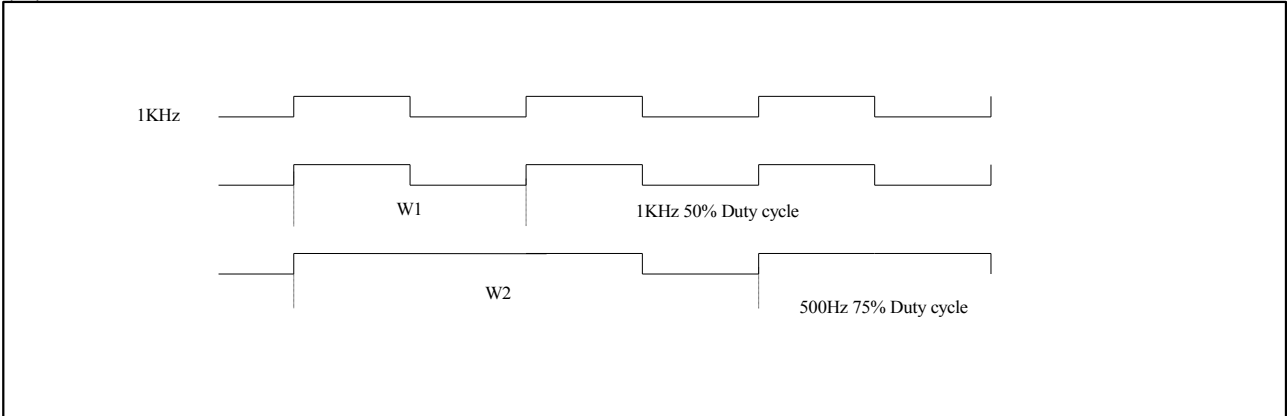 1KHz
W1
1KHz 50% Duty cycle
W2
500Hz 75% Duty cycle